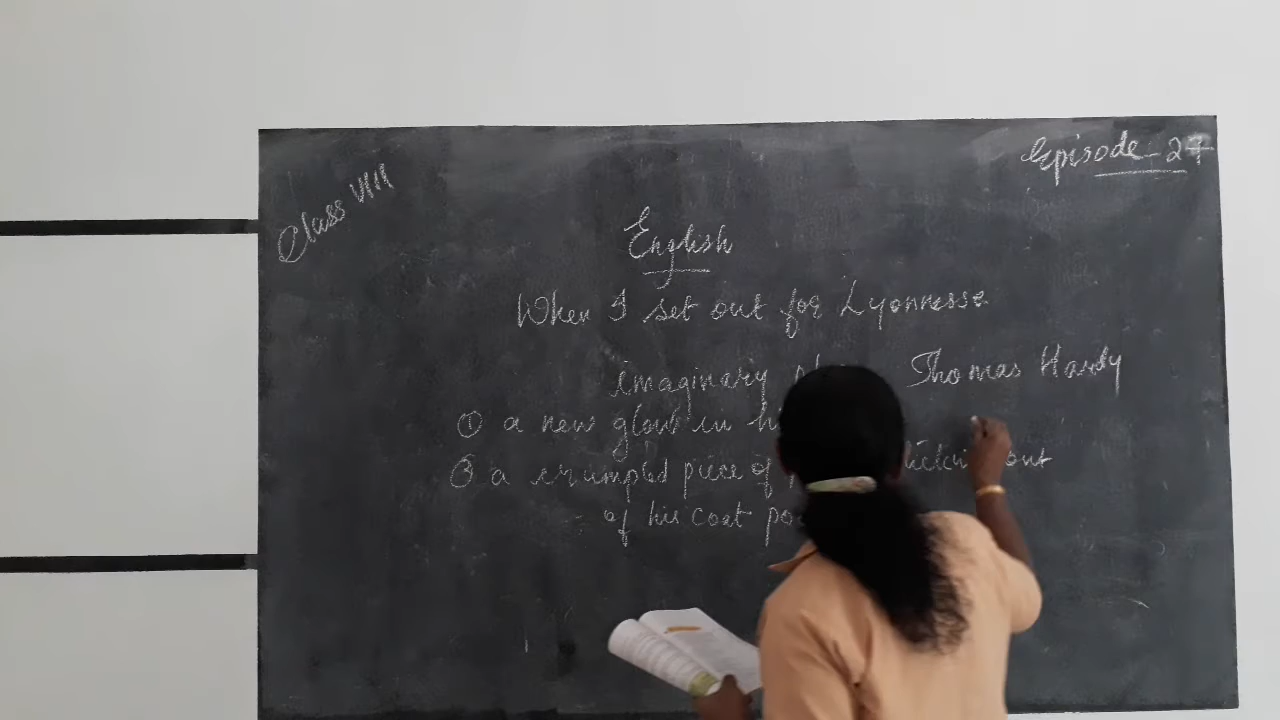 Class VIII
Episode - 27
English
When I set out for Lyonnesse
imaginary
Thomas Hardy
① a new glow in
② a crumpled piece of out
of his coat